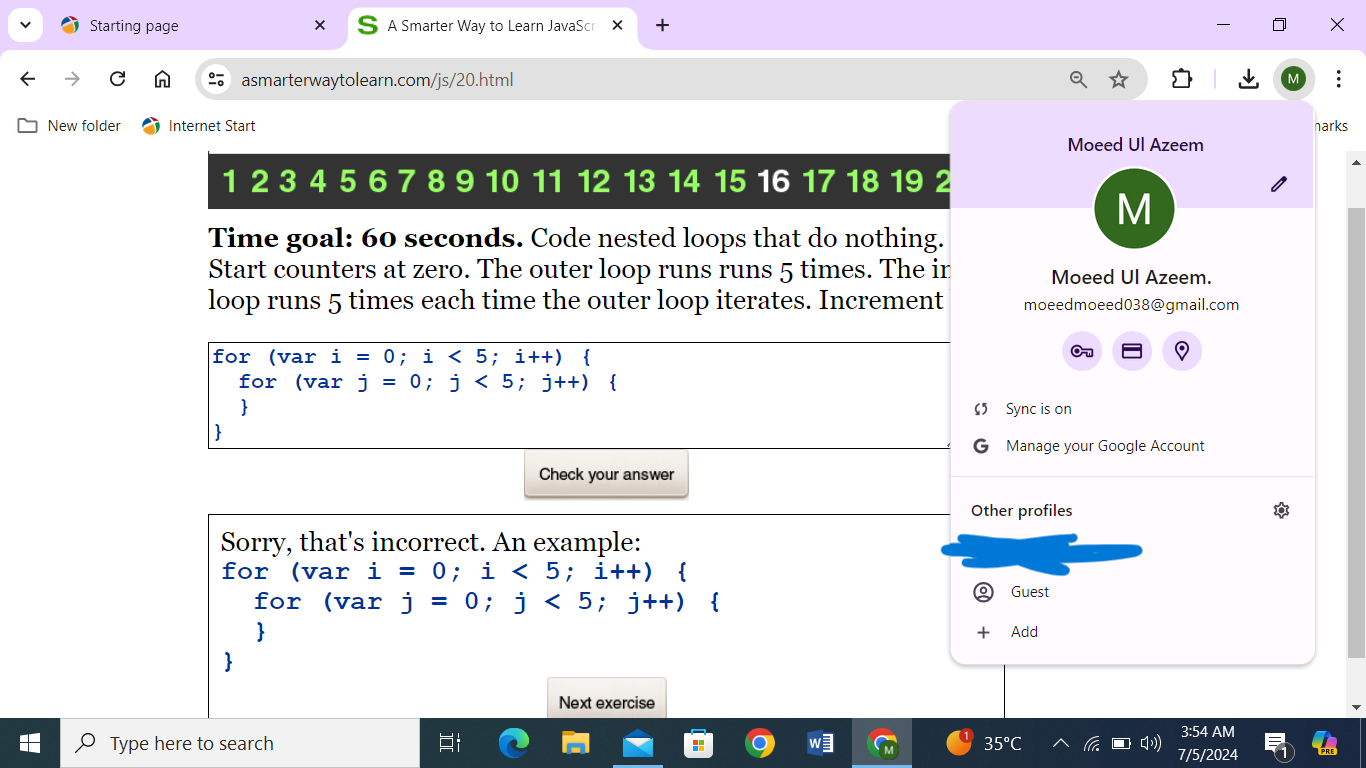 Starting page
A Smarter Way to Learn JavaScr
asmarterwaytolearn.com/js/20.html
M
New folder
Internet Start
marks
1 2 3 4 5 6 7 8 9 10 11 12 13 14 15 16 17 18 19 2
Time goal: 60 seconds. Code nested loops that do nothing.
Start counters at zero. The outer loop runs runs 5 times. The in
loop runs 5 times each time the outer loop iterates. Increment
for (var i = 0; i < 5; i++) {
for (var j = 0; j < 5; j++) {
}
}
Check your answer
Sorry, that's incorrect. An example:
for (var i = 0; i < 5; i++) {
for (var j = 0; j < 5; j++) {
}
}
Next exercise
Moeed Ul Azeem
M
Moeed Ul Azeem.
moeedmoeed038@gmail.com
Sync is on
Manage your Google Account
Other profiles
Guest
Add
Type here to search
M
1
35°C
3:54 AM
7/5/2024
1
PRE